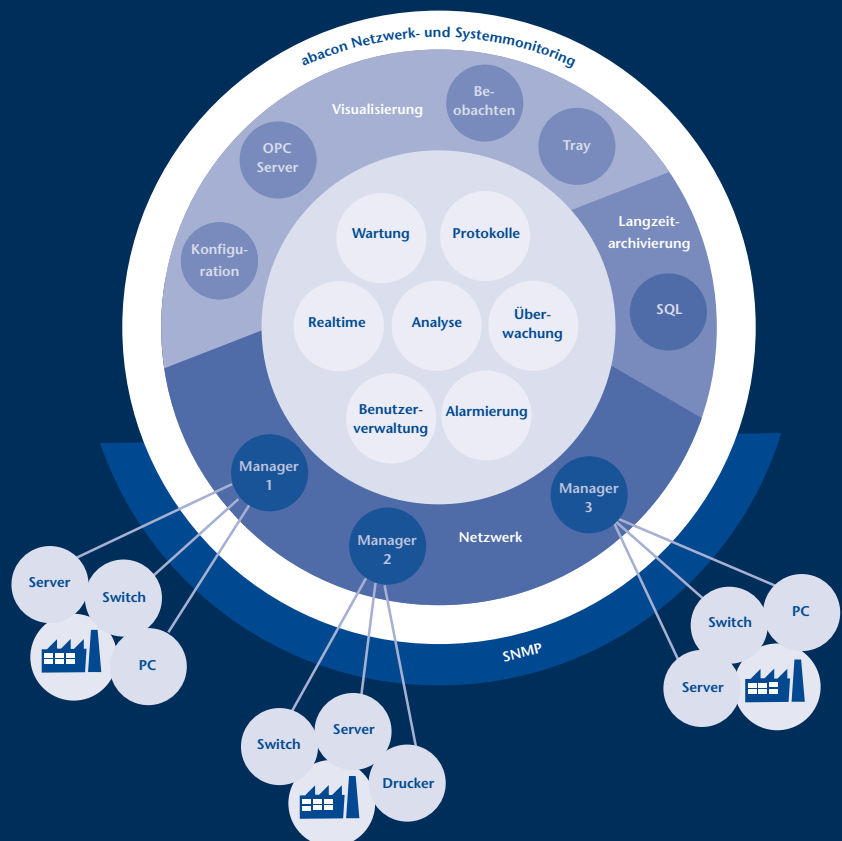 abacon Netzwerk- und Systemmonitoring
Visualisierung
Be-
obachten
Tray
OPC
Server
Konfigu-
ration
Langzeit-
archivierung
SQL
Wartung
Protokolle
Realtime
Analyse
Über-
wachung
Benutzer-
verwaltung
Alarmierung
Manager
1
Manager
2
Manager
3
Netzwerk
SNMP
Server
Switch
PC
Switch
Server
Drucker
PC
Switch
Server